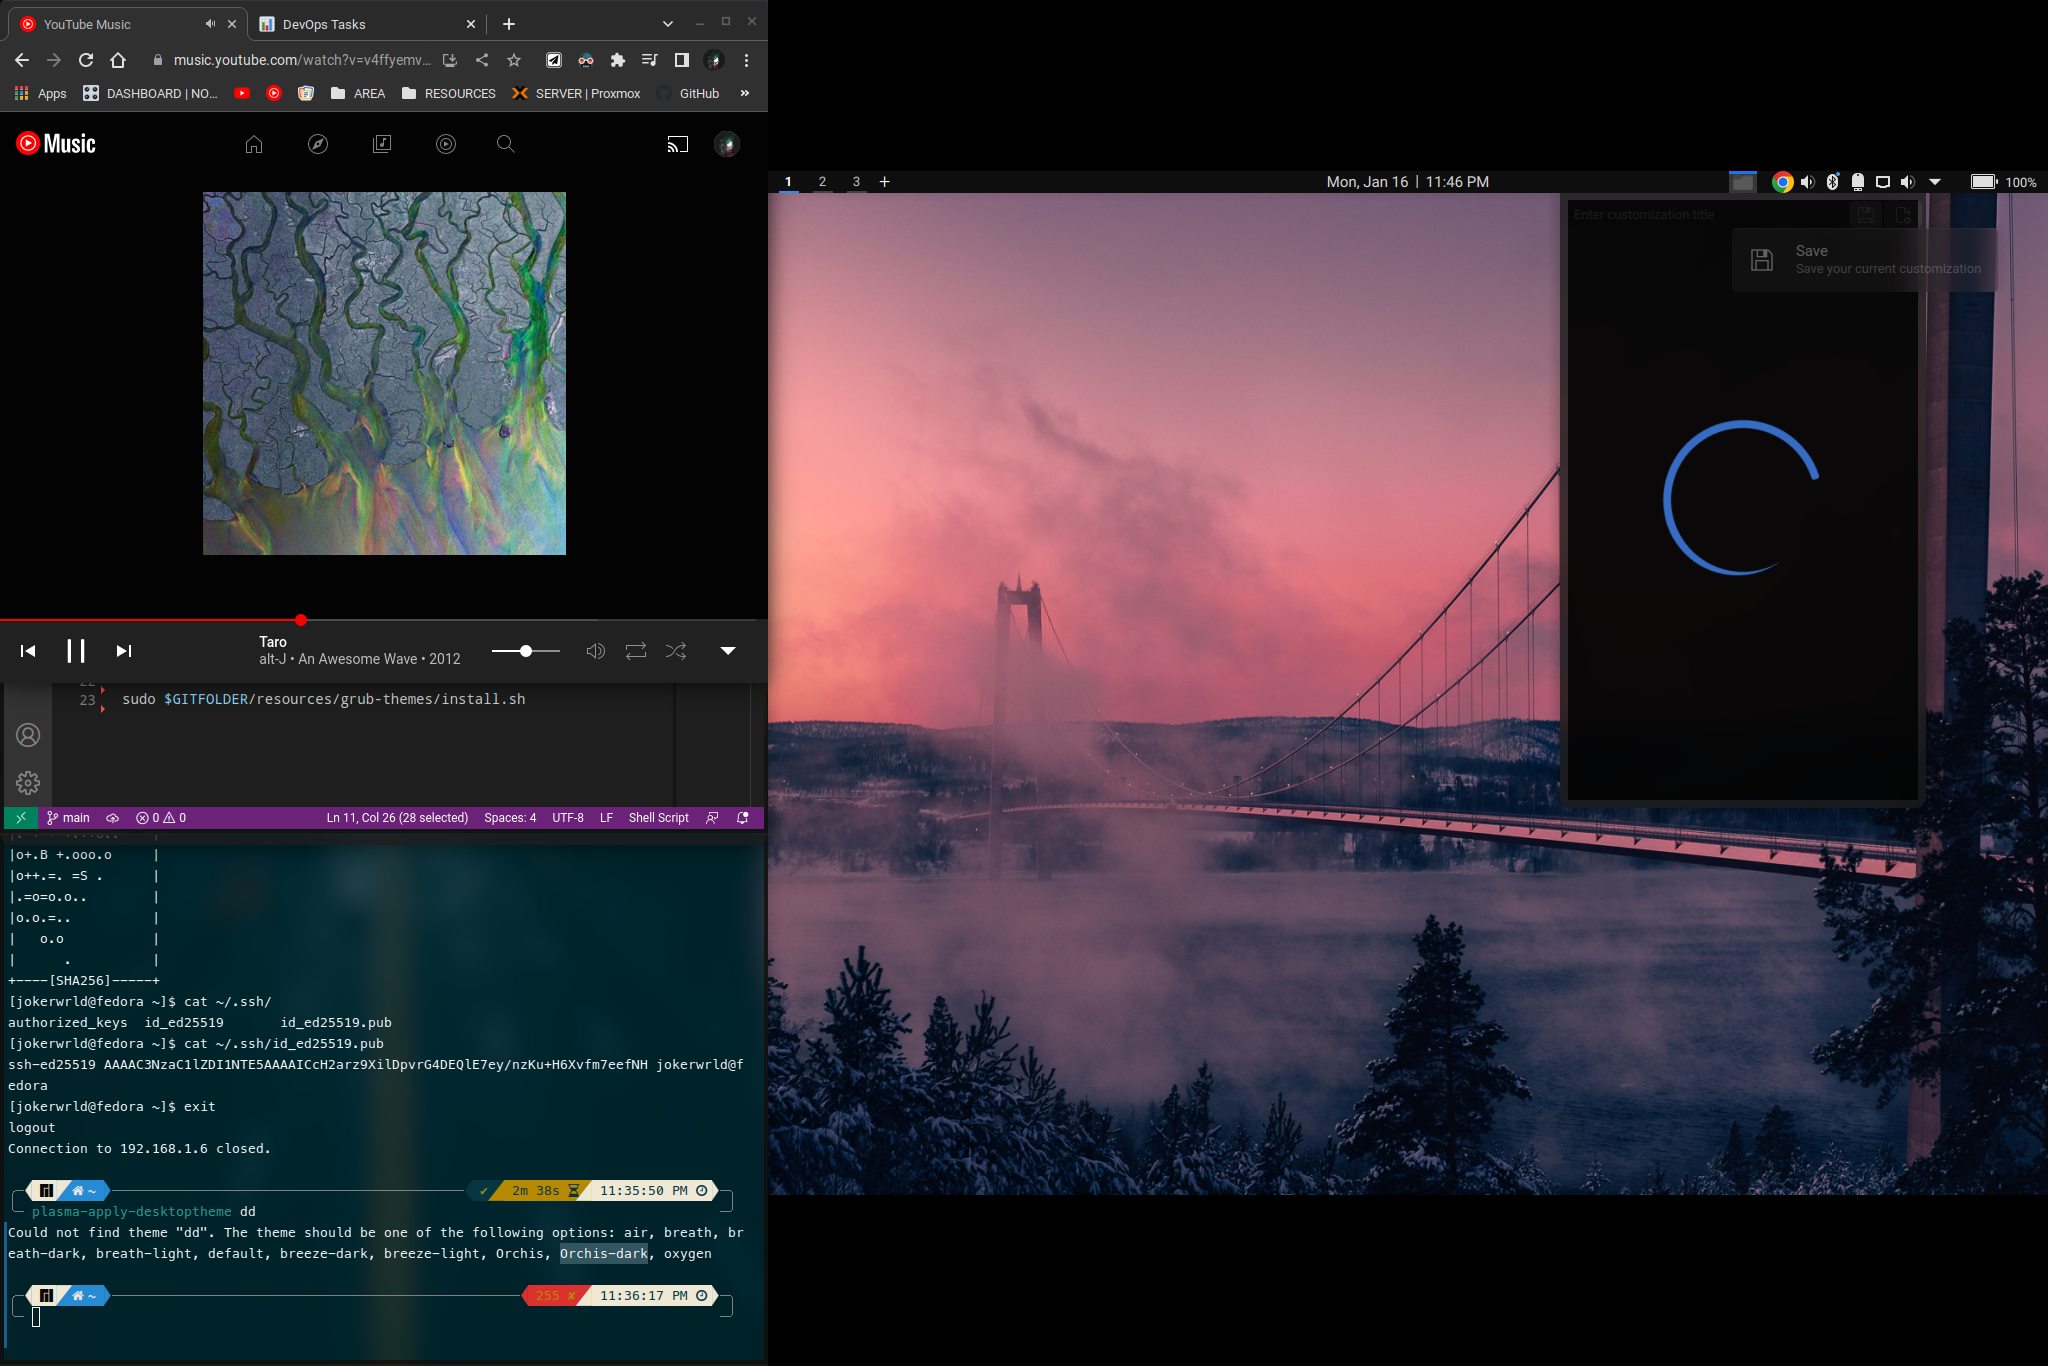 YouTube Music
DevOps Tasks
music.youtube.com/watch?v=v4ffyemv...
Apps
DASHBOARD | NO...
AREA
RESOURCES
SERVER | Proxmox
GitHub
»
Music
Taro
alt-J • An Awesome Wave • 2012
23 sudo $GITFOLDER/resources/grub-themes/install.sh
main
0 0
Ln 11, Col 26 (28 selected)
Spaces: 4
UTF-8
LF
Shell Script
|o+.B +.ooo.o     |
|o++.=. =S .      |
|.=o=o.o..        |
|o.o.=..          |
|   o.o           |
|      .          |
+----[SHA256]-----+
[jokerwrld@fedora ~]$ cat ~/.ssh/
authorized_keys  id_ed25519       id_ed25519.pub
[jokerwrld@fedora ~]$ cat ~/.ssh/id_ed25519.pub
ssh-ed25519 AAAAC3NzaC1lZDI1NTE5AAAAICcH2arz9XilDpvrG4DEQlE7ey/nzKu+H6Xvfm7eefNH jokerwrld@f
edora
[jokerwrld@fedora ~]$ exit
logout
Connection to 192.168.1.6 closed.
~ ✔ 2m 38s 11:35:50 PM
plasma-apply-desktoptheme dd
Could not find theme "dd". The theme should be one of the following options: air, breath, br
eath-dark, breath-light, default, breeze-dark, breeze-light, Orchis, Orchis-dark, oxygen
~ 255 ✘ 11:36:17 PM
1 2 3 +
Mon, Jan 16 | 11:46 PM
100%
Enter customization title
Save
Save your current customization